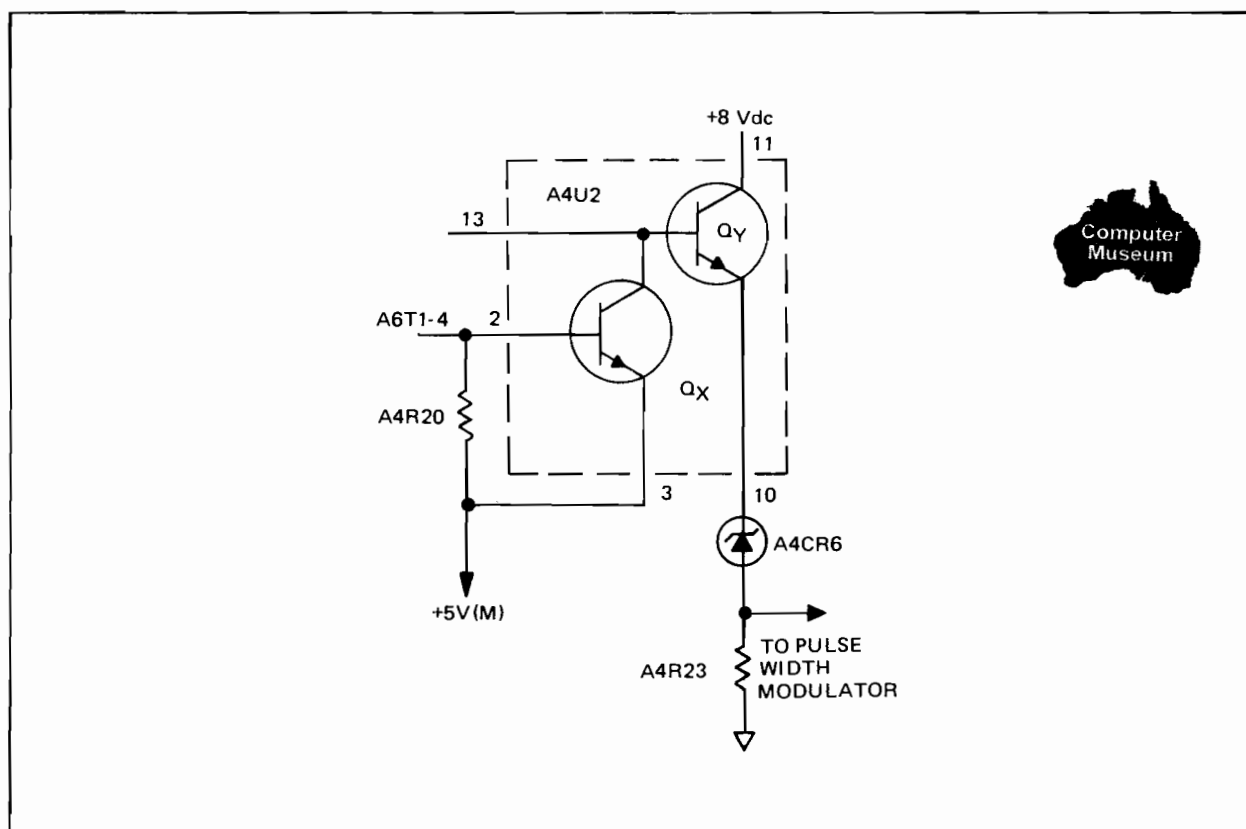 +8 Vdc
11
A4U2
13
QY
Computer
Museum
A6T1-4
2
QX
A4R20
3
10
A4CR6
+5V(M)
TO PULSE
WIDTH
MODULATOR
A4R23